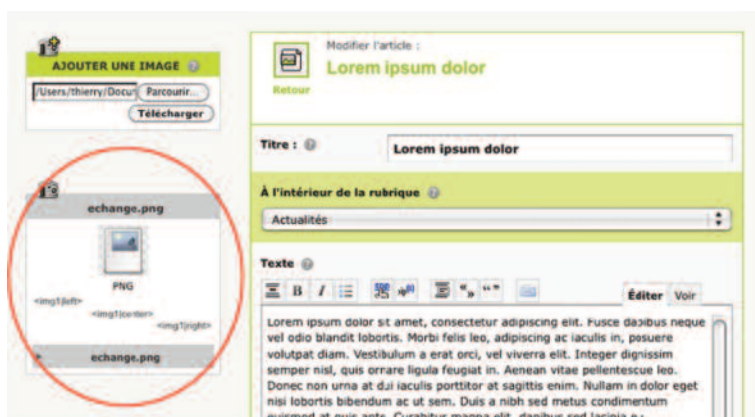 AJOUTER UNE IMAGE
/Users/thierry/Docu
Parcourir...
Télécharger
echange.png
PNG
<img1|left>
<img1|center>
<img1|right>
echange.png
Modifier l'article :
Lorem ipsum dolor
Retour
Titre :
Lorem ipsum dolor
À l'intérieur de la rubrique
Actualités
Texte
B I
Éditer Voir
Lorem ipsum dolor sit amet, consectetur adipiscing elit. Fusce dapibus neque
vel odio blandit lobortis. Morbi felis leo, adipiscing ac iaculis in, posuere
volutpat diam. Vestibulum a erat orci, vel viverra elit. Integer dignissim
semper nisl, quis ornare ligula feugiat in. Aenean vitae pellentescue leo.
Donec non urna at dui iaculis porttitor at sagittis enim. Nullam in dolor eget
nisi lobortis bibendum ac ut sem. Duis a nibh sed metus condimentum